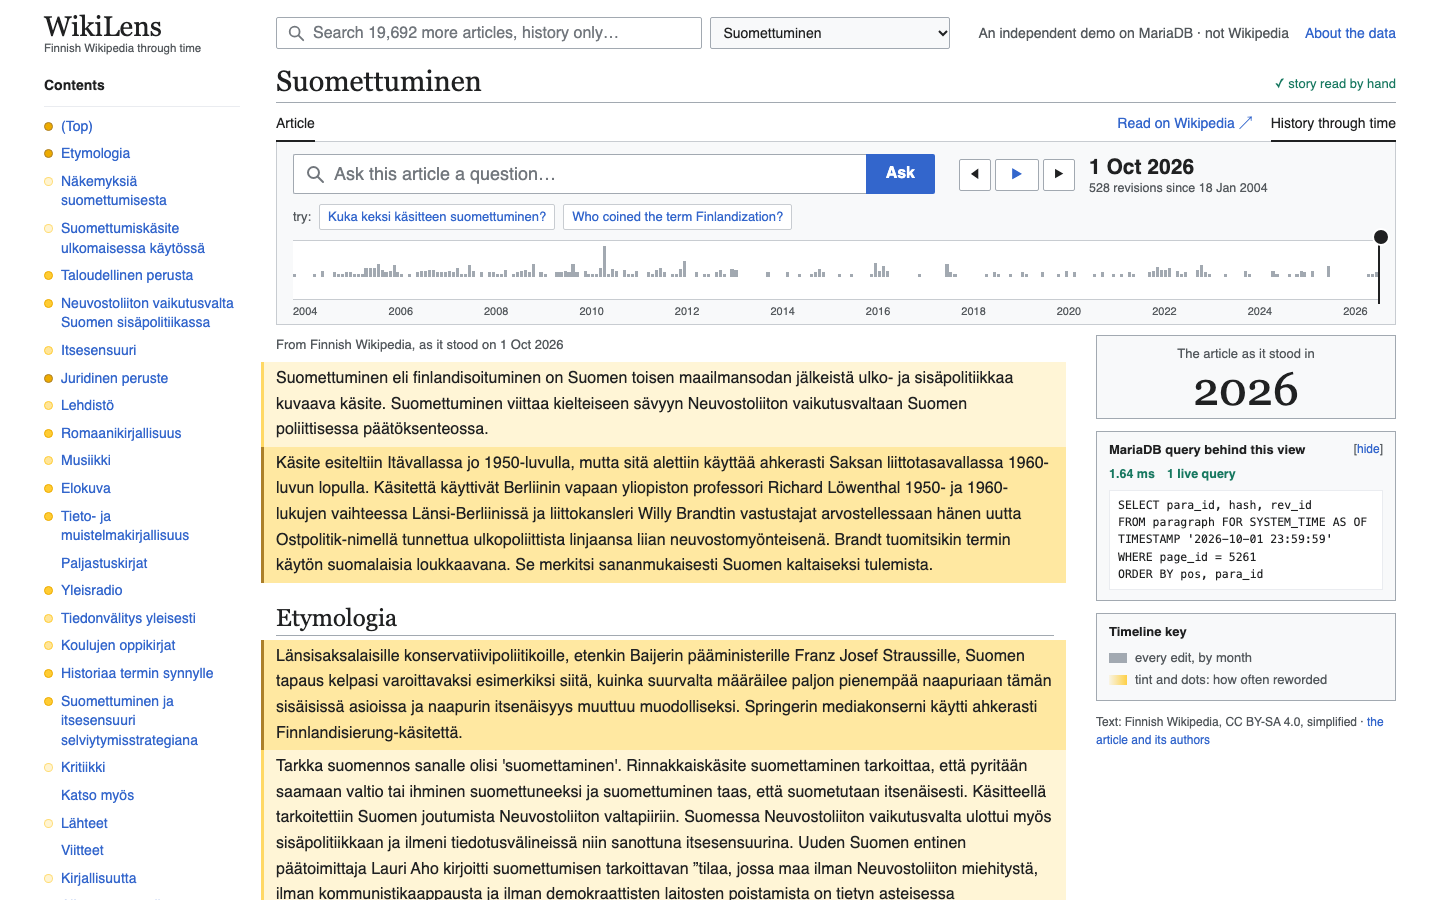 WikiLens
Finnish Wikipedia through time
Search 19,692 more articles, history only…
Suomettuminen
An independent demo on MariaDB · not Wikipedia
About the data
Contents
(Top)
Etymologia
Näkemyksiä
suomettumisesta
Suomettumiskäsite
ulkomaisessa käytössä
Taloudellinen perusta
Neuvostoliiton vaikutusvalta
Suomen sisäpolitiikassa
Itsesensuuri
Juridinen peruste
Lehdistö
Romaanikirjallisuus
Musiikki
Elokuva
Tieto- ja
muistelmakirjallisuus
Paljastuskirjat
Yleisradio
Tiedonvälitys yleisesti
Koulujen oppikirjat
Historiaa termin synnylle
Suomettuminen ja
itsesensuuri
selviytymisstrategiana
Kritiikki
Katso myös
Lähteet
Viitteet
Kirjallisuutta
Suomettuminen
✓ story read by hand
Article
Read on Wikipedia ↗
History through time
Ask this article a question…
Ask
1 Oct 2026
528 revisions since 18 Jan 2004
try:
Kuka keksi käsitteen suomettuminen?
Who coined the term Finlandization?
2004 2006 2008 2010 2012 2014 2016 2018 2020 2022 2024 2026
From Finnish Wikipedia, as it stood on 1 Oct 2026
Suomettuminen eli finlandisoituminen on Suomen toisen maailmansodan jälkeistä ulko- ja sisäpolitiikkaa
kuvaava käsite. Suomettuminen viittaa kielteiseen sävyyn Neuvostoliiton vaikutusvaltaan Suomen
poliittisessa päätöksenteossa.
Käsite esiteltiin Itävallassa jo 1950-luvulla, mutta sitä alettiin käyttää ahkerasti Saksan liittotasavallassa 1960-
luvun lopulla. Käsitettä käyttivät Berliinin vapaan yliopiston professori Richard Löwenthal 1950- ja 1960-
lukujen vaihteessa Länsi-Berliinissä ja liittokansleri Willy Brandtin vastustajat arvostellessaan hänen uutta
Ostpolitik-nimellä tunnettua ulkopoliittista linjaansa liian neuvostomyönteisenä. Brandt tuomitsikin termin
käytön suomalaisia loukkaavana. Se merkitsi sananmukaisesti Suomen kaltaiseksi tulemista.
Etymologia
Länsisaksalaisille konservatiivipoliitikoille, etenkin Baijerin pääministerille Franz Josef Straussille, Suomen
tapaus kelpasi varoittavaksi esimerkiksi siitä, kuinka suurvalta määräilee paljon pienempää naapuriaan tämän
sisäisissä asioissa ja naapurin itsenäisyys muuttuu muodolliseksi. Springerin mediakonserni käytti ahkerasti
Finnlandisierung-käsitettä.
Tarkka suomennos sanalle olisi 'suomettaminen'. Rinnakkaiskäsite suomettaminen tarkoittaa, että pyritään
saamaan valtio tai ihminen suomettuneeksi ja suomettuminen taas, että suometutaan itsenäisesti. Käsitteellä
tarkoitettiin Suomen joutumista Neuvostoliiton valtapiiriin. Suomessa Neuvostoliiton vaikutusvalta ulottui myös
sisäpolitiikkaan ja ilmeni tiedotusvälineissä niin sanottuna itsesensuurina. Uuden Suomen entinen
päätoimittaja Lauri Aho kirjoitti suomettumisen tarkoittavan ”tilaa, jossa maa ilman Neuvostoliiton miehitystä,
ilman kommunistikaappausta ja ilman demokraattisten laitosten poistamista on tietyn asteisessa
The article as it stood in
2026
MariaDB query behind this view
[hide]
1.64 ms 1 live query
SELECT para_id, hash, rev_id
FROM paragraph FOR SYSTEM_TIME AS OF
TIMESTAMP '2026-10-01 23:59:59'
WHERE page_id = 5261
ORDER BY pos, para_id
Timeline key
every edit, by month
tint and dots: how often reworded
Text: Finnish Wikipedia, CC BY-SA 4.0, simplified · the
article and its authors